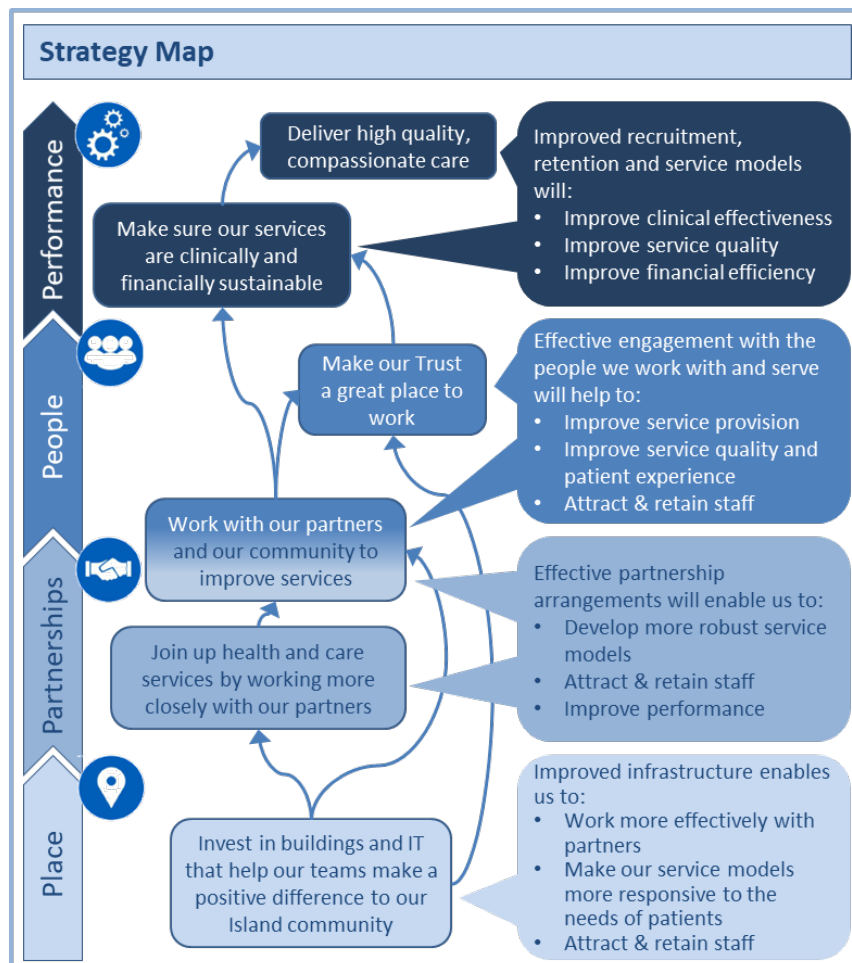 Strategy Map
Performance
Deliver high quality,
compassionate care
Improved recruitment,
retention and service models
will:
• Improve clinical effectiveness
• Improve service quality
• Improve financial efficiency
Make sure our services
are clinically and
financially sustainable
People
Make our Trust
a great place to
work
Effective engagement with the
people we work with and serve
will help to:
• Improve service provision
• Improve service quality and
patient experience
• Attract & retain staff
Work with our partners
and our community to
improve services
Partnerships
Effective partnership
arrangements will enable us to:
• Develop more robust service
models
• Attract & retain staff
• Improve performance
Join up health and care
services by working more
closely with our partners
Place
Invest in buildings and IT
that help our teams make a
positive difference to our
Island community
Improved infrastructure enables
us to:
• Work more effectively with
partners
• Make our service models
more responsive to the
needs of patients
• Attract & retain staff